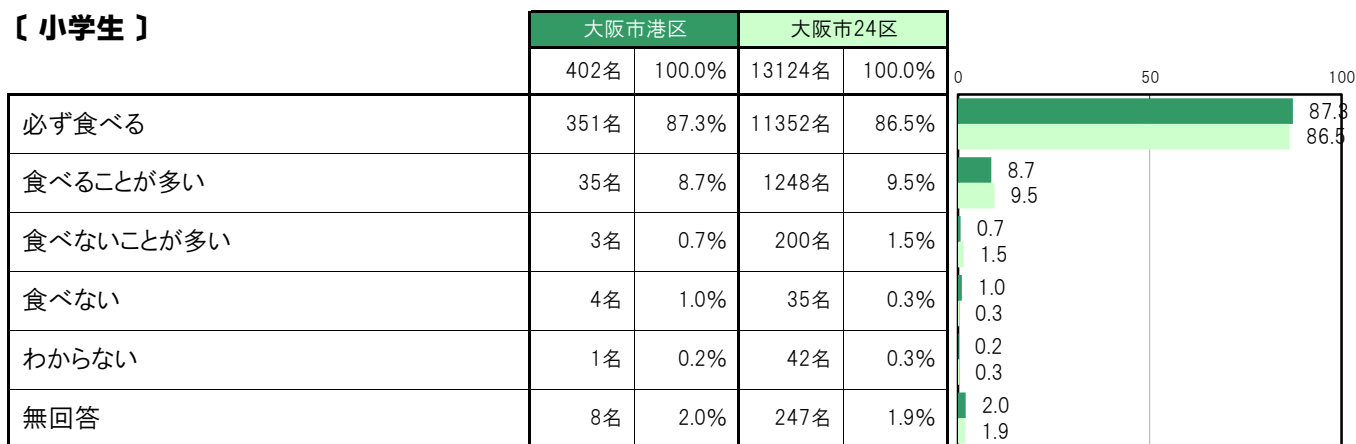 〔 小学生 〕
大阪市港区 大阪市24区
402名 100.0% 13124名 100.0% 0 50 100
必ず食べる 351名 87.3% 11352名 86.5% 87.3
86.5
食べることが多い 35名 8.7% 1248名 9.5% 8.7
9.5
食べないことが多い 3名 0.7% 200名 1.5% 0.7
1.5
食べない 4名 1.0% 35名 0.3% 1.0
0.3
わからない 1名 0.2% 42名 0.3% 0.2
0.3
無回答 8名 2.0% 247名 1.9% 2.0
1.9